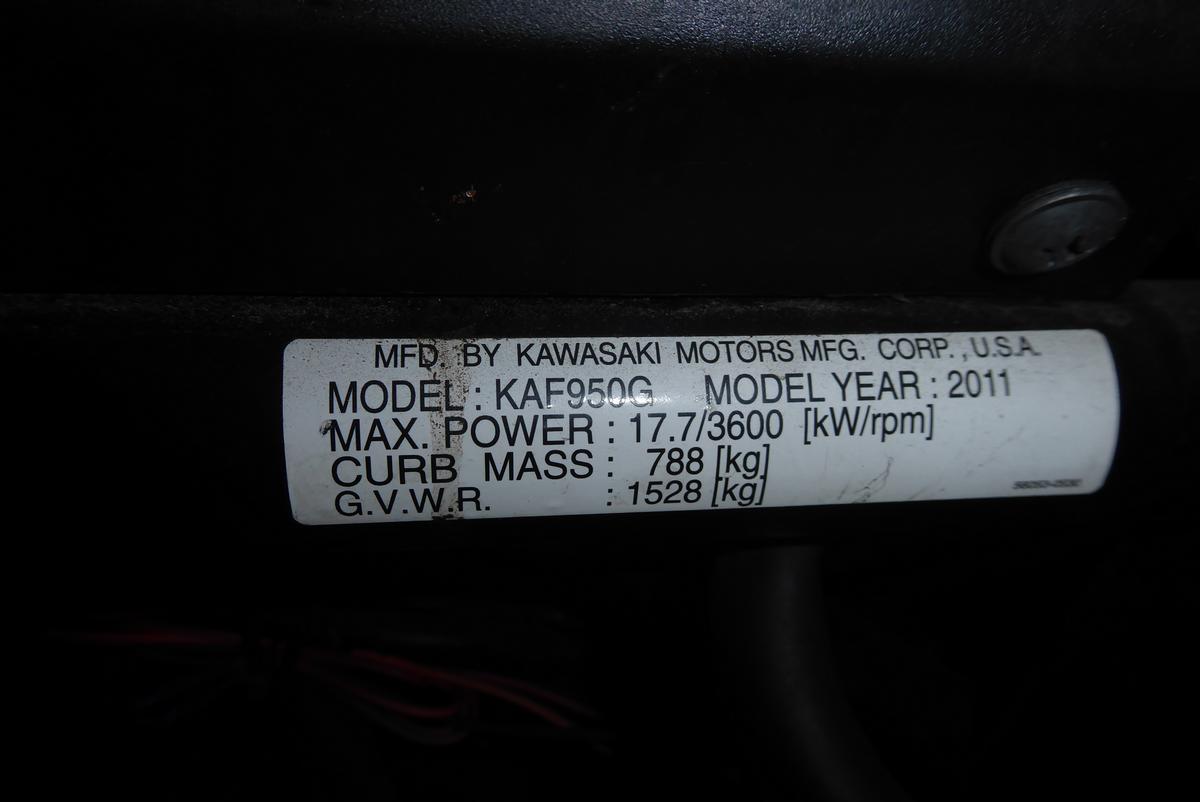 MFD. BY KAWASAKI MOTORS MFG. CORP., U.S.A.
MODEL : KAF950G MODEL YEAR : 2011
MAX. POWER : 17.7/3600 [kW/rpm]
CURB MASS : 788 [kg]
G.V.W.R. : 1528 [kg]